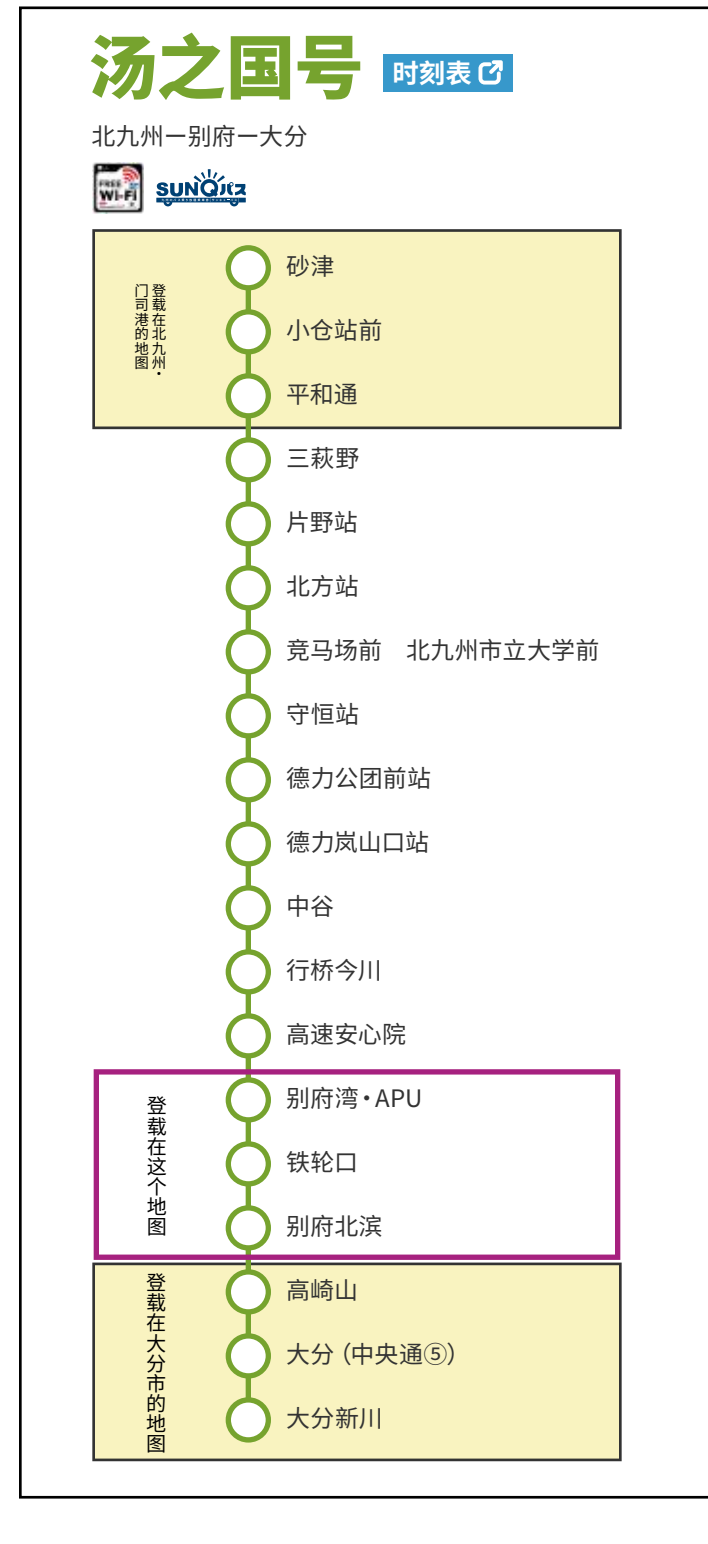 汤之国号 时刻表
北九州ー别府ー大分
FREE
Wi-Fi
SUNQパス
登载在北九州・
门司港的地图
砂津
小仓站前
平和通
三萩野
片野站
北方站
竞马场前　北九州市立大学前
守恒站
德力公团前站
德力岚山口站
中谷
行桥今川
高速安心院
登载在这个地图
别府湾・APU
铁轮口
别府北滨
登载在大分市的地图
高崎山
大分（中央通⑤）
大分新川